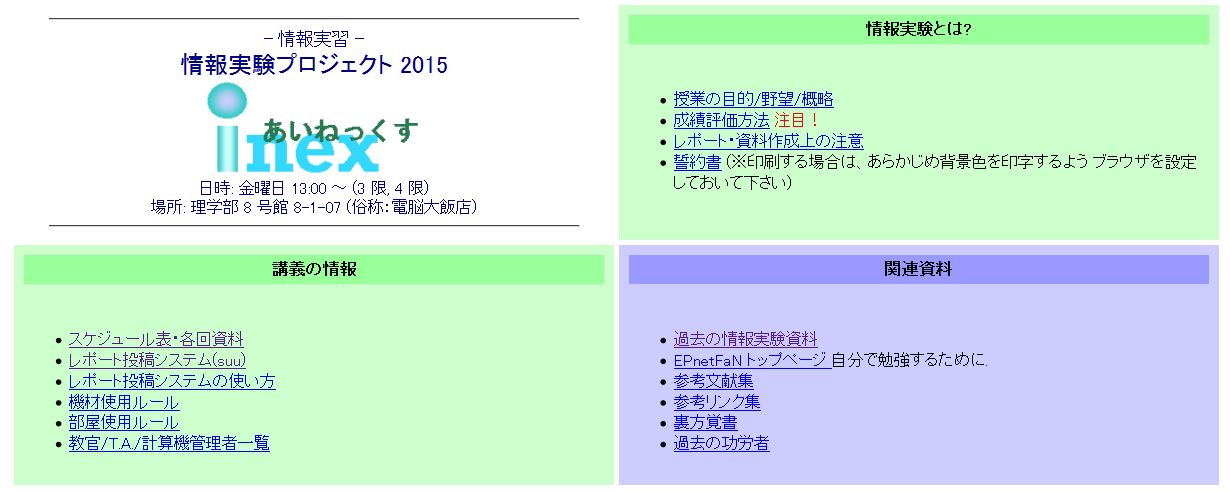 – 情報実習 –
情報実験プロジェクト 2015
inex
あいねっくす
日時: 金曜日 13:00 ～ (3 限, 4 限)
場所: 理学部 8 号館 8-1-07 (俗称：電脳大飯店)
情報実験とは?
授業の目的/野望/概略
成績評価方法 注目！
レポート・資料作成上の注意
誓約書 (※印刷する場合は、あらかじめ背景色を印字するよう ブラウザを設定
しておいて下さい)
講義の情報
スケジュール表・各回資料
レポート投稿システム(suu)
レポート投稿システムの使い方
機材使用ルール
部屋使用ルール
教官/T.A./計算機管理者一覧
関連資料
過去の情報実験資料
EPnetFaN トップページ 自分で勉強するために.
参考文献集
参考リンク集
裏方覚書
過去の功労者